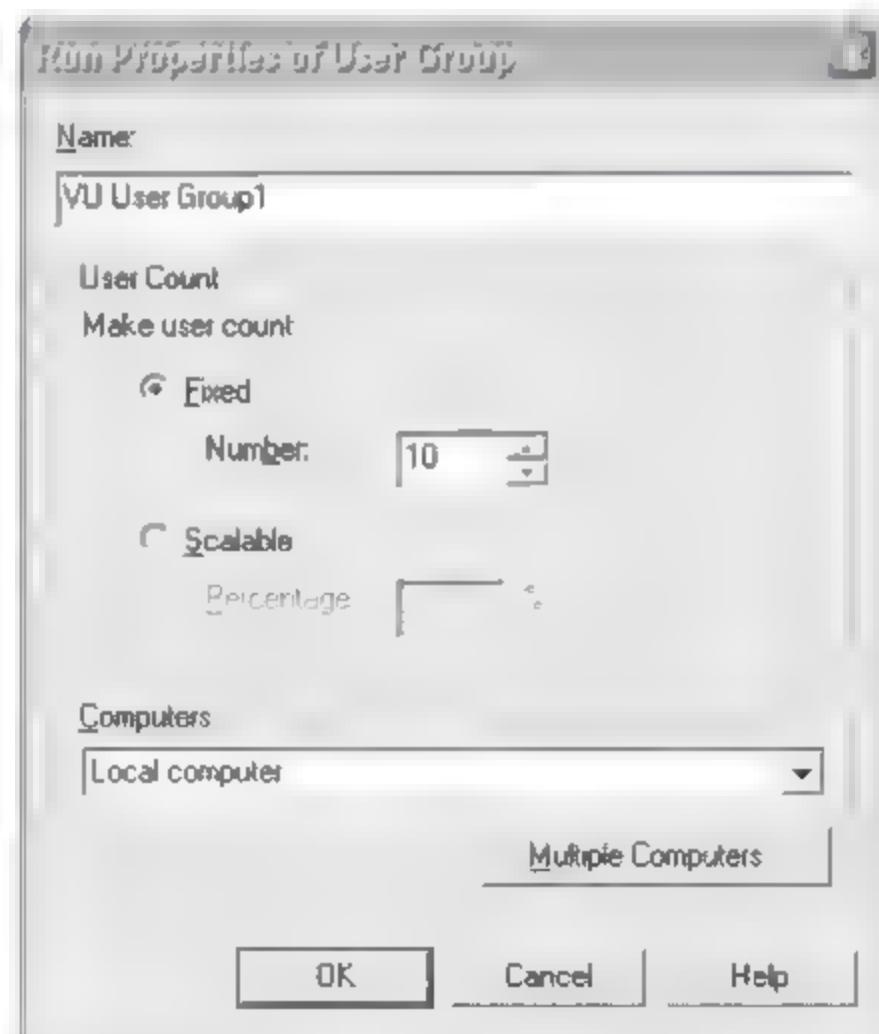 Run Properties of User Group
Name:
VU User Group1
User Count
Make user count
Fixed
Number: 10
Scalable
Percentage %
Computers
Local computer
Multiple Computers
OK Cancel Help